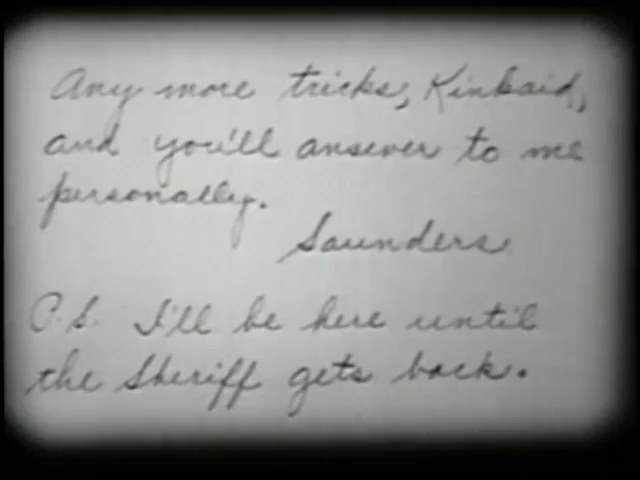 Any more tricks, Kinkaid,
and you'll answer to me
personally.
Saunders
P.S. I'll be here until
the Sheriff gets back.